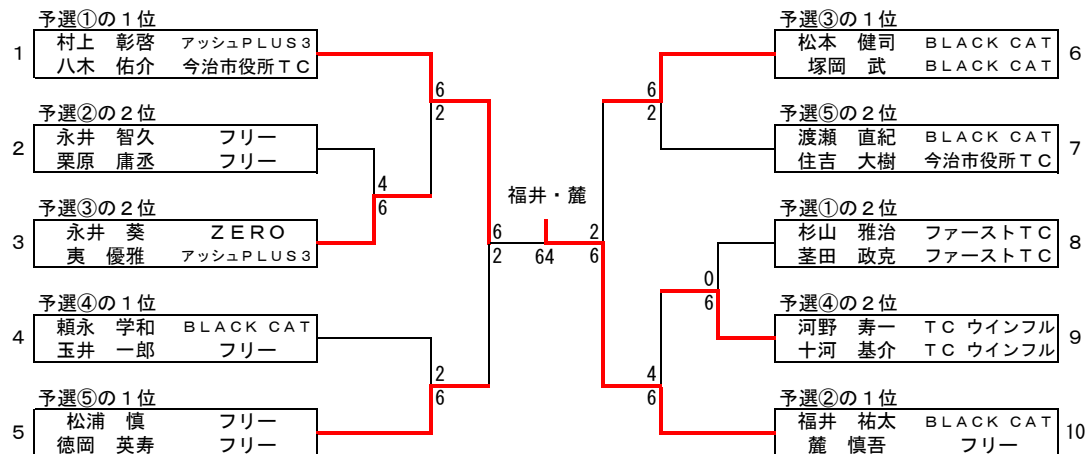 予選①の1位
1
村上 彰啓 アッシュPLUS3
八木 佑介 今治市役所TC
予選②の2位
2
永井 智久 フリー
栗原 庸丞 フリー
予選③の2位
3
永井 葵 ZERO
夷 優雅 アッシュPLUS3
予選④の1位
4
頼永 学和 BLACK CAT
玉井 一郎 フリー
予選⑤の1位
5
松浦 慎 フリー
徳岡 英寿 フリー
6
2
4
6
2
6
6
2
福井・麓
64
2
6
6
2
0
6
4
6
予選③の1位
松本 健司 BLACK CAT
塚岡 武 BLACK CAT
6
予選⑤の2位
渡瀬 直紀 BLACK CAT
住吉 大樹 今治市役所TC
7
予選①の2位
杉山 雅治 ファーストTC
茎田 政克 ファーストTC
8
予選④の2位
河野 寿一 TC ウインフル
十河 基介 TC ウインフル
9
予選②の1位
福井 祐太 BLACK CAT
麓 慎吾 フリー
10